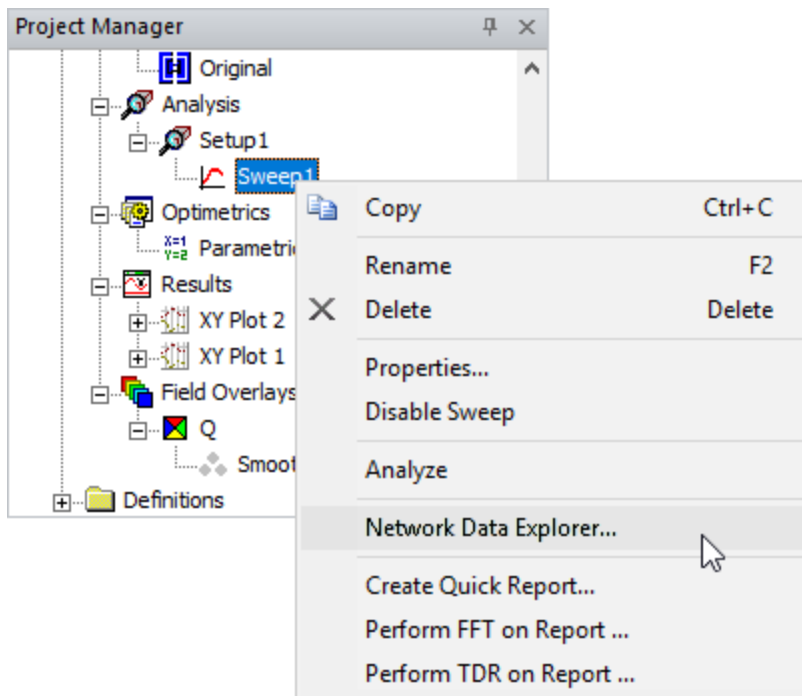 Project Manager
Original
Analysis
Setup1
Sweep1
Optimetrics
X=1
Y=2
Parametric
Results
XY Plot 2
XY Plot 1
Field Overlays
Q
Smoot
Definitions
Copy Ctrl+C
Rename F2
Delete Delete
Properties...
Disable Sweep
Analyze
Network Data Explorer...
Create Quick Report...
Perform FFT on Report ...
Perform TDR on Report ...